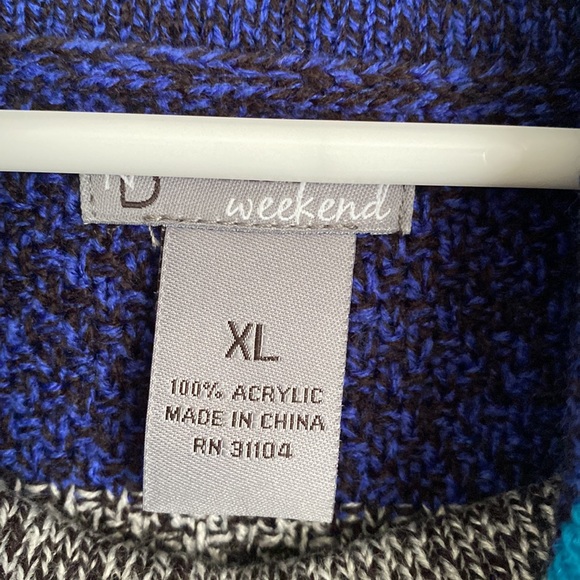 weekend
XL
100% ACRYLIC
MADE IN CHINA
RN 31104